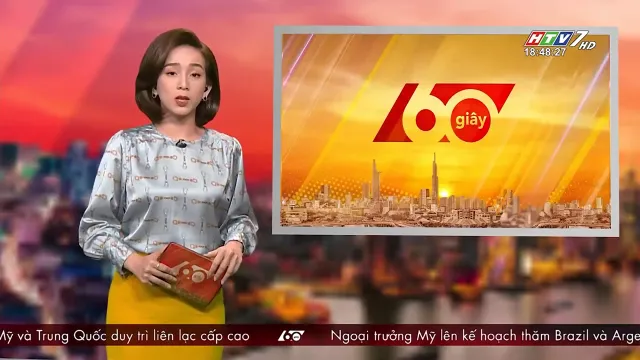 HTV7 HD
18:48:27
60 giây
Mỹ và Trung Quốc duy trì liên lạc cấp cao 60 Ngoại trưởng Mỹ lên kế hoạch thăm Brazil và Arge